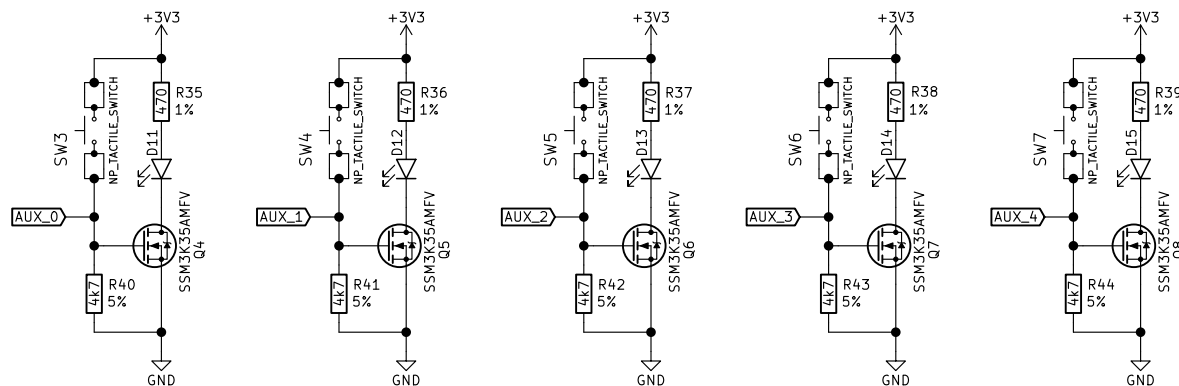 +3V3
R35
470
1%
SW3
NP_TACTILE_SWITCH
D11
AUX_0
SSM3K35AMFV
Q4
4k7
R40
5%
GND
+3V3
R36
470
1%
SW4
NP_TACTILE_SWITCH
D12
AUX_1
SSM3K35AMFV
Q5
4k7
R41
5%
GND
+3V3
R37
470
1%
SW5
NP_TACTILE_SWITCH
D13
AUX_2
SSM3K35AMFV
Q6
4k7
R42
5%
GND
+3V3
R38
470
1%
SW6
NP_TACTILE_SWITCH
D14
AUX_3
SSM3K35AMFV
Q7
4k7
R43
5%
GND
+3V3
R39
470
1%
SW7
NP_TACTILE_SWITCH
D15
AUX_4
SSM3K35AMFV
Q8
4k7
R44
5%
GND